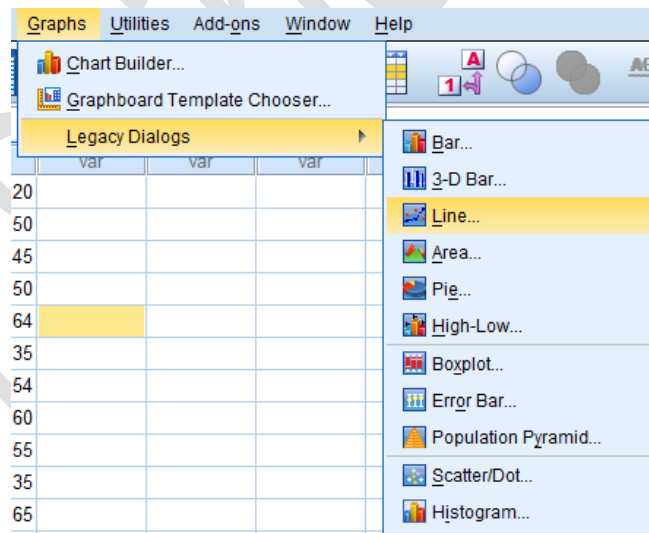 Graphs Utilities Add-ons Window Help
Chart Builder...
Graphboard Template Chooser...
Legacy Dialogs
A
1
var var var
Bar...
3-D Bar...
Line...
Area...
Pie...
High-Low...
Boxplot...
Error Bar...
Population Pyramid...
Scatter/Dot...
Histogram...
20
50
45
50
64
35
54
60
55
35
65